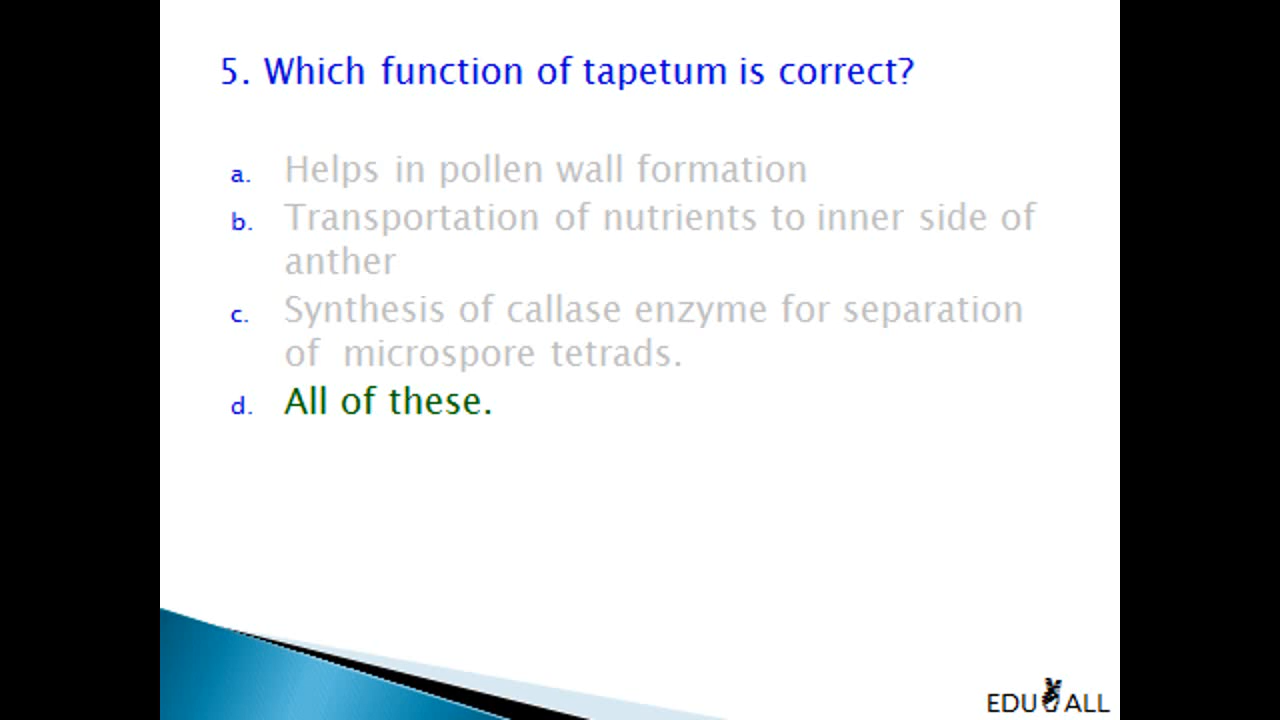 5. Which function of tapetum is correct?
a. Helps in pollen wall formation
b. Transportation of nutrients to inner side of
anther
c. Synthesis of callase enzyme for separation
of microspore tetrads.
d. All of these.
EDU ALL